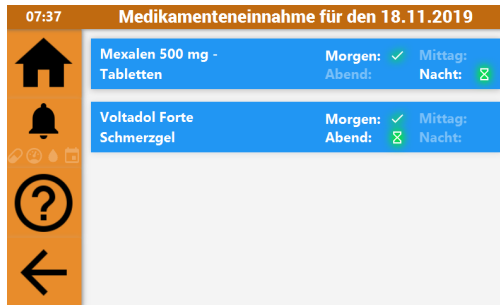 07:37 Medikamenteneinnahme für den 18.11.2019
Mexalen 500 mg - Morgen: Mittag:
Tabletten Abend: Nacht:
Voltadol Forte Morgen: Mittag:
Schmerzgel Abend: Nacht: